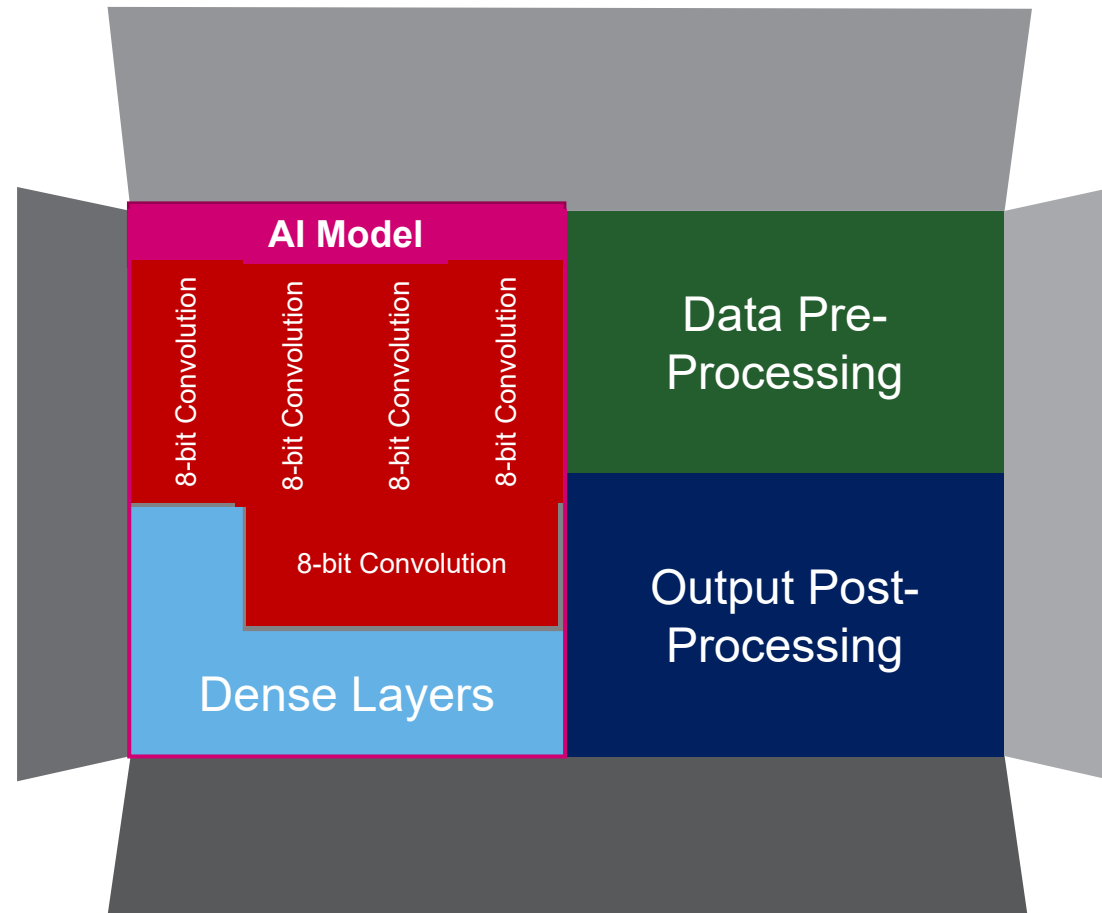 AI Model
8-bit Convolution
8-bit Convolution
8-bit Convolution
8-bit Convolution
8-bit Convolution
Dense Layers
Data Pre-
Processing
Output Post-
Processing